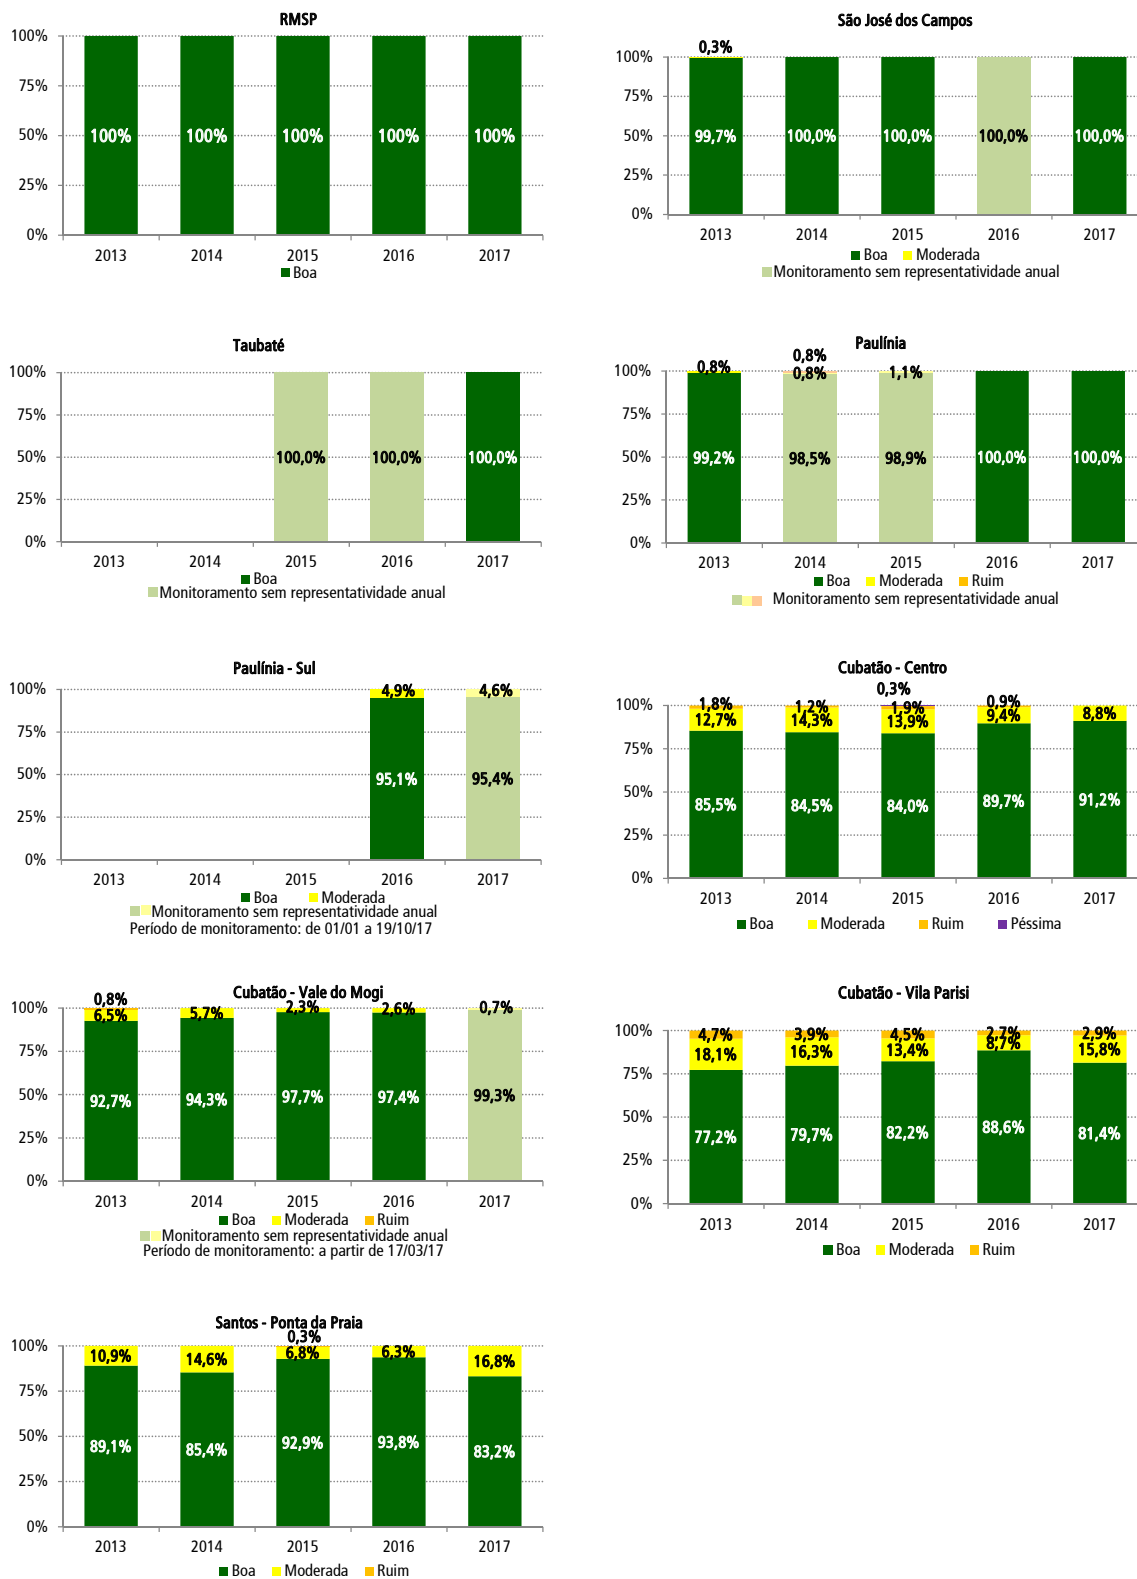 RMSP
100%
75%
50%
25%
0%
100% 100% 100% 100% 100%
2013 2014 2015 2016 2017
Boa
São José dos Campos
0,3%
100%
75%
50%
25%
0%
99,7% 100,0% 100,0% 100,0% 100,0%
2013 2014 2015 2016 2017
Boa Moderada
Monitoramento sem representatividade anual
Taubaté
100%
75%
50%
25%
0%
100,0% 100,0% 100,0%
2013 2014 2015 2016 2017
Boa
Monitoramento sem representatividade anual
Paulínia
0,8%
100%
75%
50%
25%
0%
0,8% 0,8% 1,1%
99,2% 98,5% 98,9% 100,0% 100,0%
2013 2014 2015 2016 2017
Boa Moderada Ruim
Monitoramento sem representatividade anual
Paulínia - Sul
100%
75%
50%
25%
0%
4,9% 4,6%
95,1% 95,4%
2013 2014 2015 2016 2017
Boa Moderada
Monitoramento sem representatividade anual
Período de monitoramento: de 01/01 a 19/10/17
Cubatão - Centro
0,3%
100%
75%
50%
25%
0%
1,8% 1,2% 1,9% 0,9%
12,7% 14,3% 13,9% 9,4% 8,8%
85,5% 84,5% 84,0% 89,7% 91,2%
2013 2014 2015 2016 2017
Boa Moderada Ruim Péssima
Cubatão - Vale do Mogi
0,8%
100%
75%
50%
25%
0%
6,5% 5,7% 2,3% 2,6% 0,7%
92,7% 94,3% 97,7% 97,4% 99,3%
2013 2014 2015 2016 2017
Boa Moderada Ruim
Monitoramento sem representatividade anual
Período de monitoramento: a partir de 17/03/17
Cubatão - Vila Parisi
100%
75%
50%
25%
0%
4,7% 3,9% 4,5% 2,7% 2,9%
18,1% 16,3% 13,4% 8,7% 15,8%
77,2% 79,7% 82,2% 88,6% 81,4%
2013 2014 2015 2016 2017
Boa Moderada Ruim
Santos - Ponta da Praia
0,3%
100%
75%
50%
25%
0%
10,9% 14,6% 6,8% 6,3% 16,8%
89,1% 85,4% 92,9% 93,8% 83,2%
2013 2014 2015 2016 2017
Boa Moderada Ruim